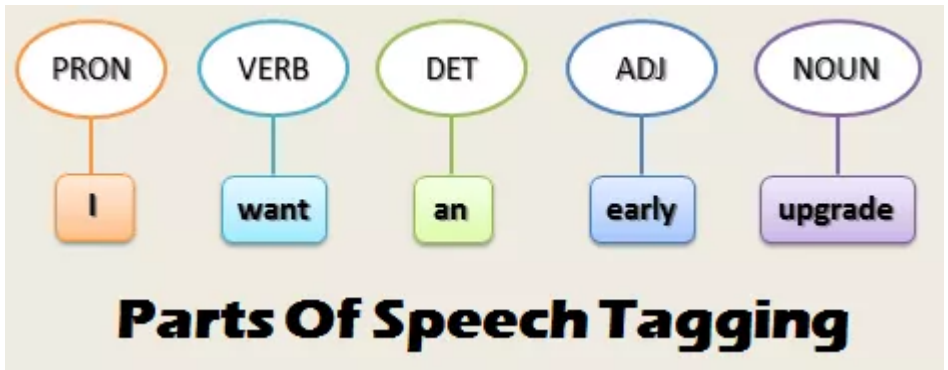 PRON VERB DET ADJ NOUN
I want an early upgrade
Parts Of Speech Tagging